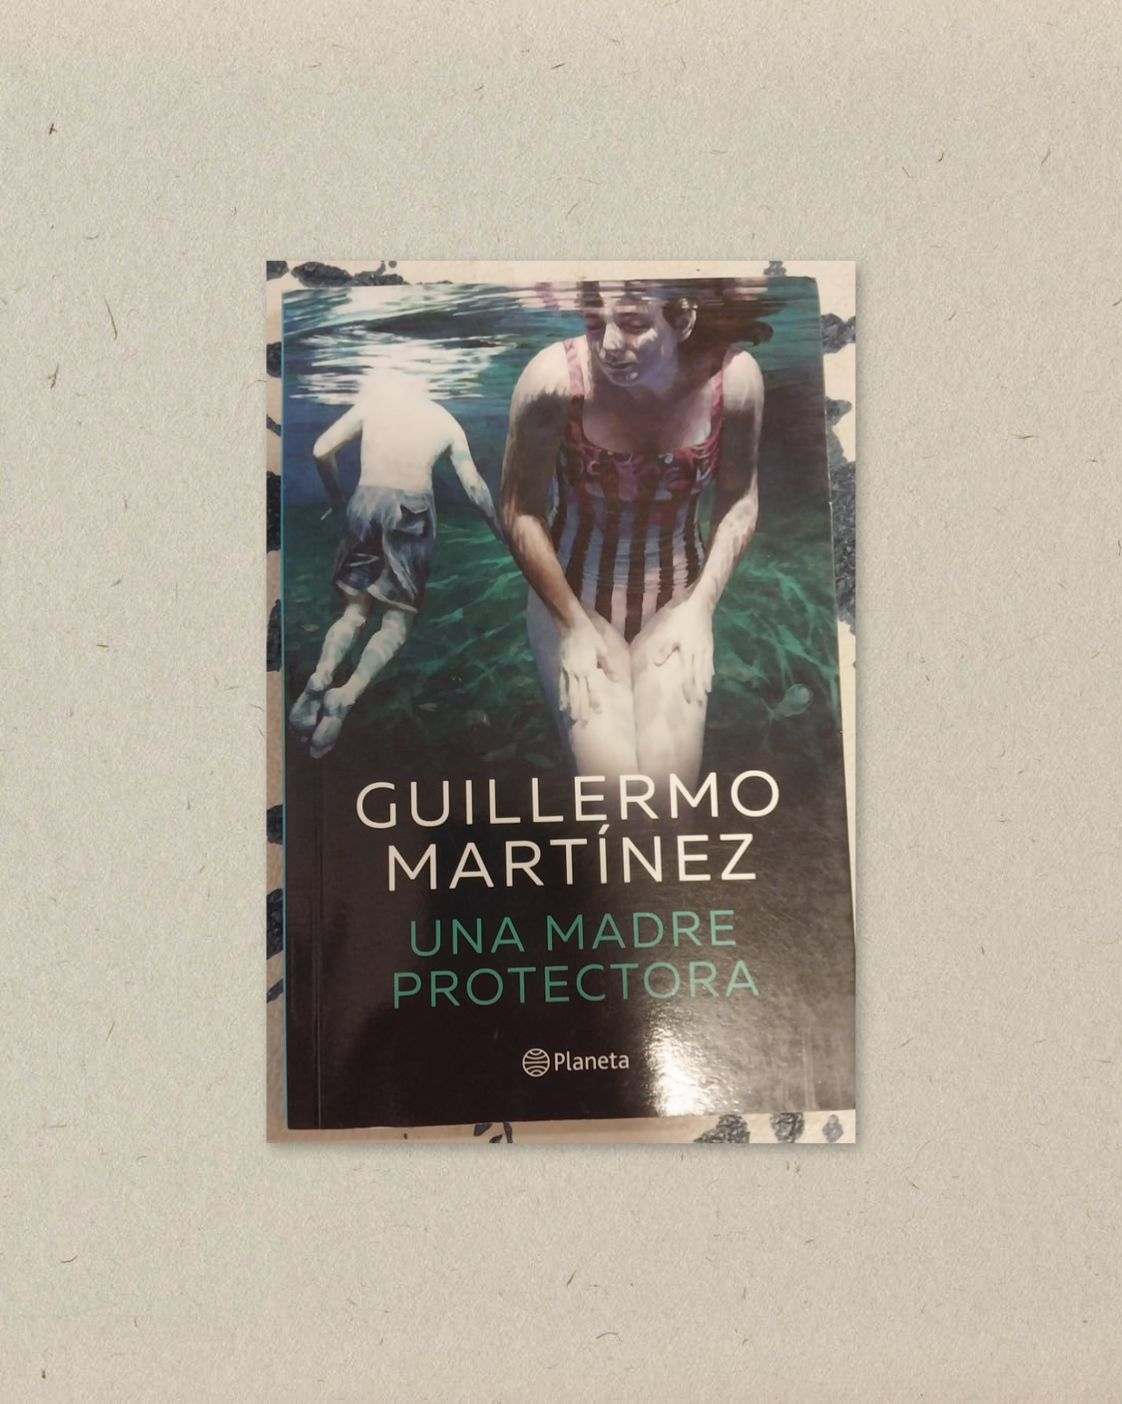 GUILLERMO
MARTÍNEZ
UNA MADRE
PROTECTORA
Planeta